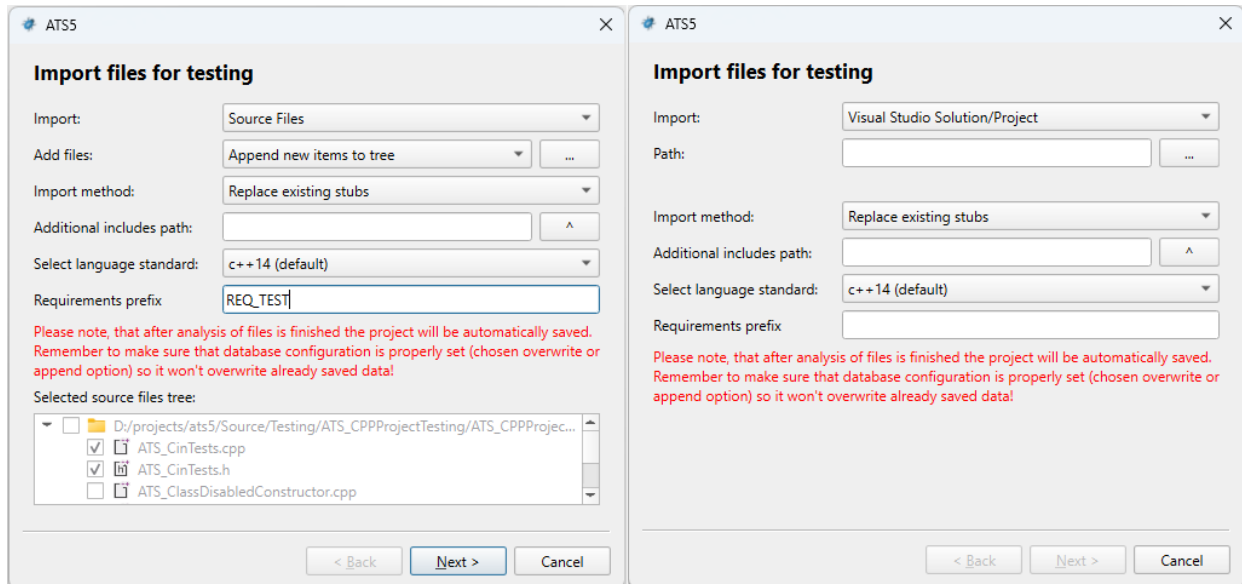 ATS5
Import files for testing
Import: Source Files
Add files: Append new items to tree ...
Import method: Replace existing stubs
Additional includes path: ^
Select language standard: c++14 (default)
Requirements prefix REQ_TEST
Please note, that after analysis of files is finished the project will be automatically saved.
Remember to make sure that database configuration is properly set (chosen overwrite or
append option) so it won't overwrite already saved data!
Selected source files tree:
D:/projects/ats5/Source/Testing/ATS_CPPProjectTesting/ATS_CPPProjec...
ATS_CinTests.cpp
ATS_CinTests.h
ATS_ClassDisabledConstructor.cpp
< Back Next > Cancel
ATS5
Import files for testing
Import: Visual Studio Solution/Project
Path: ...
Import method: Replace existing stubs
Additional includes path: ^
Select language standard: c++14 (default)
Requirements prefix
Please note, that after analysis of files is finished the project will be automatically saved.
Remember to make sure that database configuration is properly set (chosen overwrite or
append option) so it won't overwrite already saved data!
< Back Next > Cancel